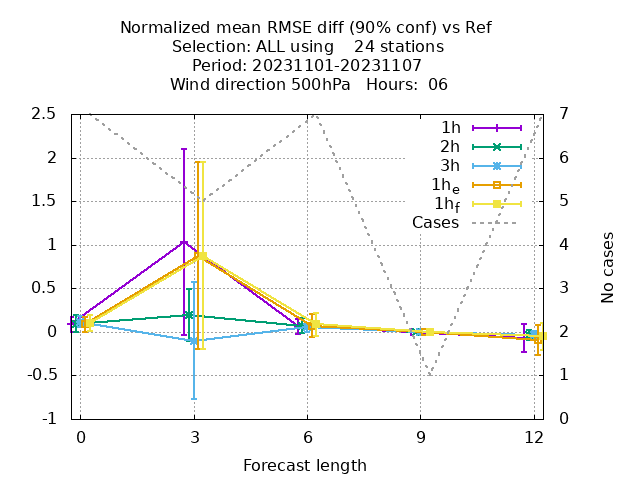 Normalized mean RMSE diff (90% conf) vs Ref
Selection: ALL using    24 stations
Period: 20231101-20231107
Wind direction 500hPa   Hours:  06
2.5
2
1.5
1
0.5
0
-0.5
-1
7
6
5
4
3
2
1
0
1h
2h
3h
1he
1hf
Cases
No cases
0 3 6 9 12
Forecast length